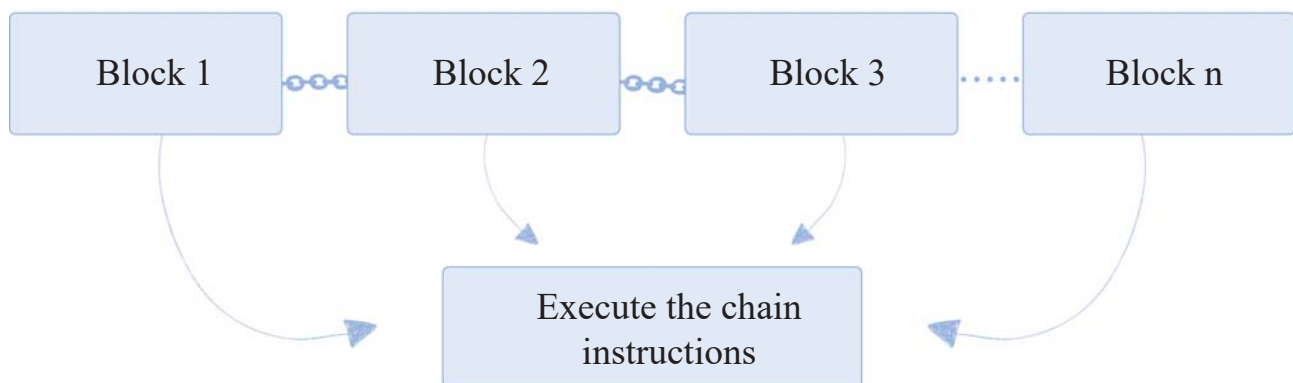 Block 1
Block 2
Block 3
Block n
Execute the chain
instructions